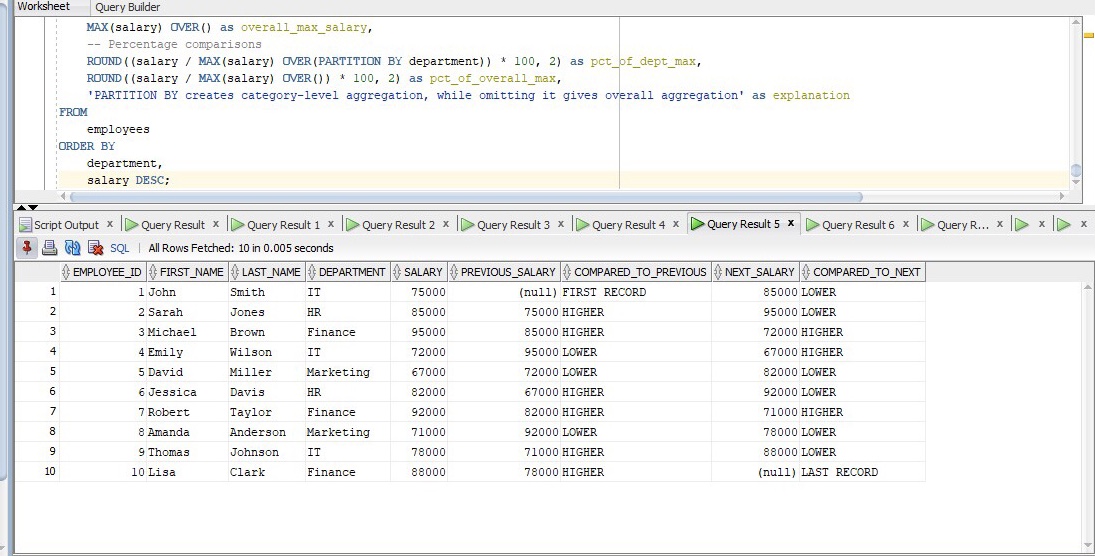 Worksheet Query Builder
MAX(salary) OVER() as overall_max_salary,
-- Percentage comparisons
ROUND((salary / MAX(salary) OVER(PARTITION BY department)) * 100, 2) as pct_of_dept_max,
ROUND((salary / MAX(salary) OVER()) * 100, 2) as pct_of_overall_max,
'PARTITION BY creates category-level aggregation, while omitting it gives overall aggregation' as explanation
FROM
employees
ORDER BY
department,
salary DESC;
Script Output x Query Result x Query Result 1 x Query Result 2 x Query Result 3 x Query Result 4 x Query Result 5 x Query Result 6 x Query R... x x x
SQL | All Rows Fetched: 10 in 0.005 seconds
EMPLOYEE_ID FIRST_NAME LAST_NAME DEPARTMENT SALARY PREVIOUS_SALARY COMPARED_TO_PREVIOUS NEXT_SALARY COMPARED_TO_NEXT
1 1 John Smith IT 75000 (null) FIRST RECORD 85000 LOWER
2 2 Sarah Jones HR 85000 75000 HIGHER 95000 LOWER
3 3 Michael Brown Finance 95000 85000 HIGHER 72000 HIGHER
4 4 Emily Wilson IT 72000 95000 LOWER 67000 HIGHER
5 5 David Miller Marketing 67000 72000 LOWER 82000 LOWER
6 6 Jessica Davis HR 82000 67000 HIGHER 92000 LOWER
7 7 Robert Taylor Finance 92000 82000 HIGHER 71000 HIGHER
8 8 Amanda Anderson Marketing 71000 92000 LOWER 78000 LOWER
9 9 Thomas Johnson IT 78000 71000 HIGHER 88000 LOWER
10 10 Lisa Clark Finance 88000 78000 HIGHER (null) LAST RECORD